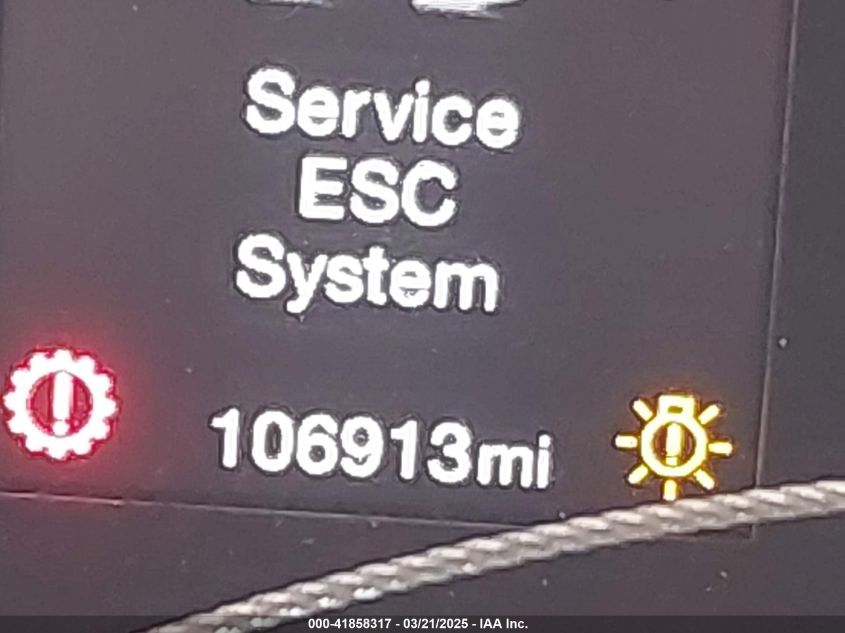 Service
ESC
System
106913mi
000-41858317 - 03/21/2025 - IAA Inc.